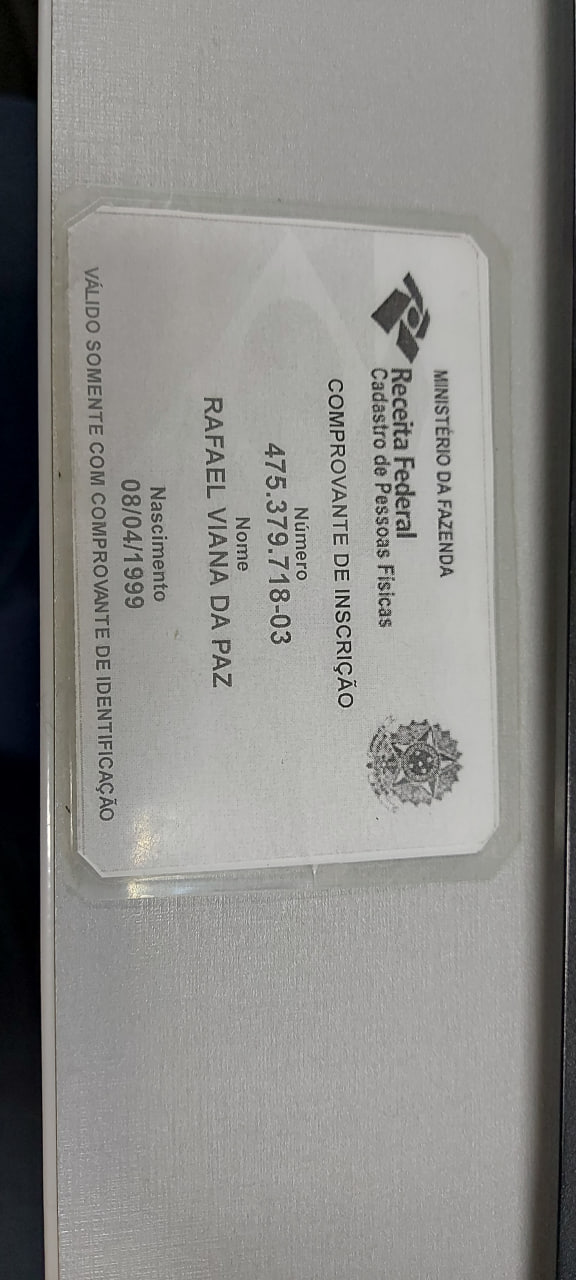 MINISTÉRIO DA FAZENDA
Receita Federal
Cadastro de Pessoas Físicas
COMPROVANTE DE INSCRIÇÃO
Número
475.379.718-03
Nome
RAFAEL VIANA DA PAZ
Nascimento
08/04/1999
VÁLIDO SOMENTE COM COMPROVANTE DE IDENTIFICAÇÃO